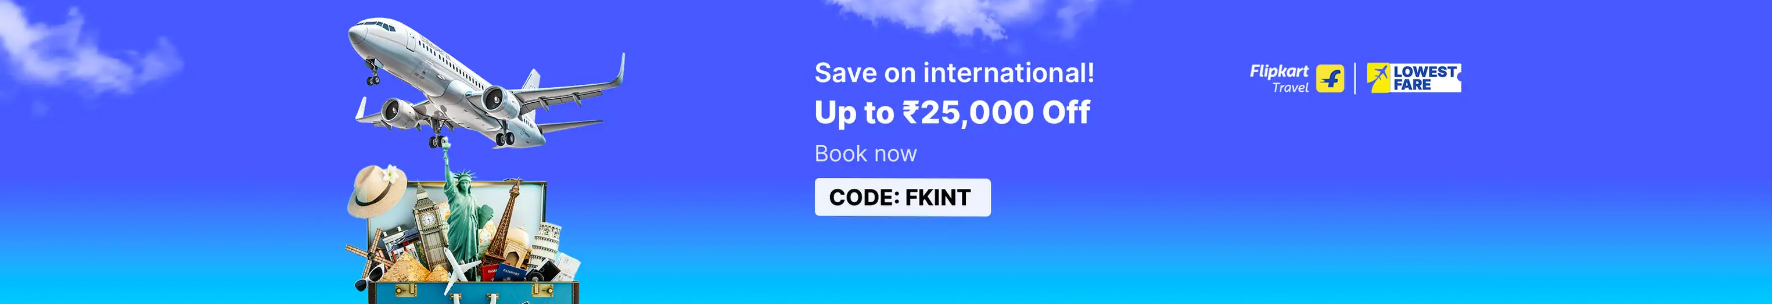 Save on international!
Up to ₹25,000 Off
Book now
CODE: FKINT
Flipkart
Travel
LOWEST
FARE